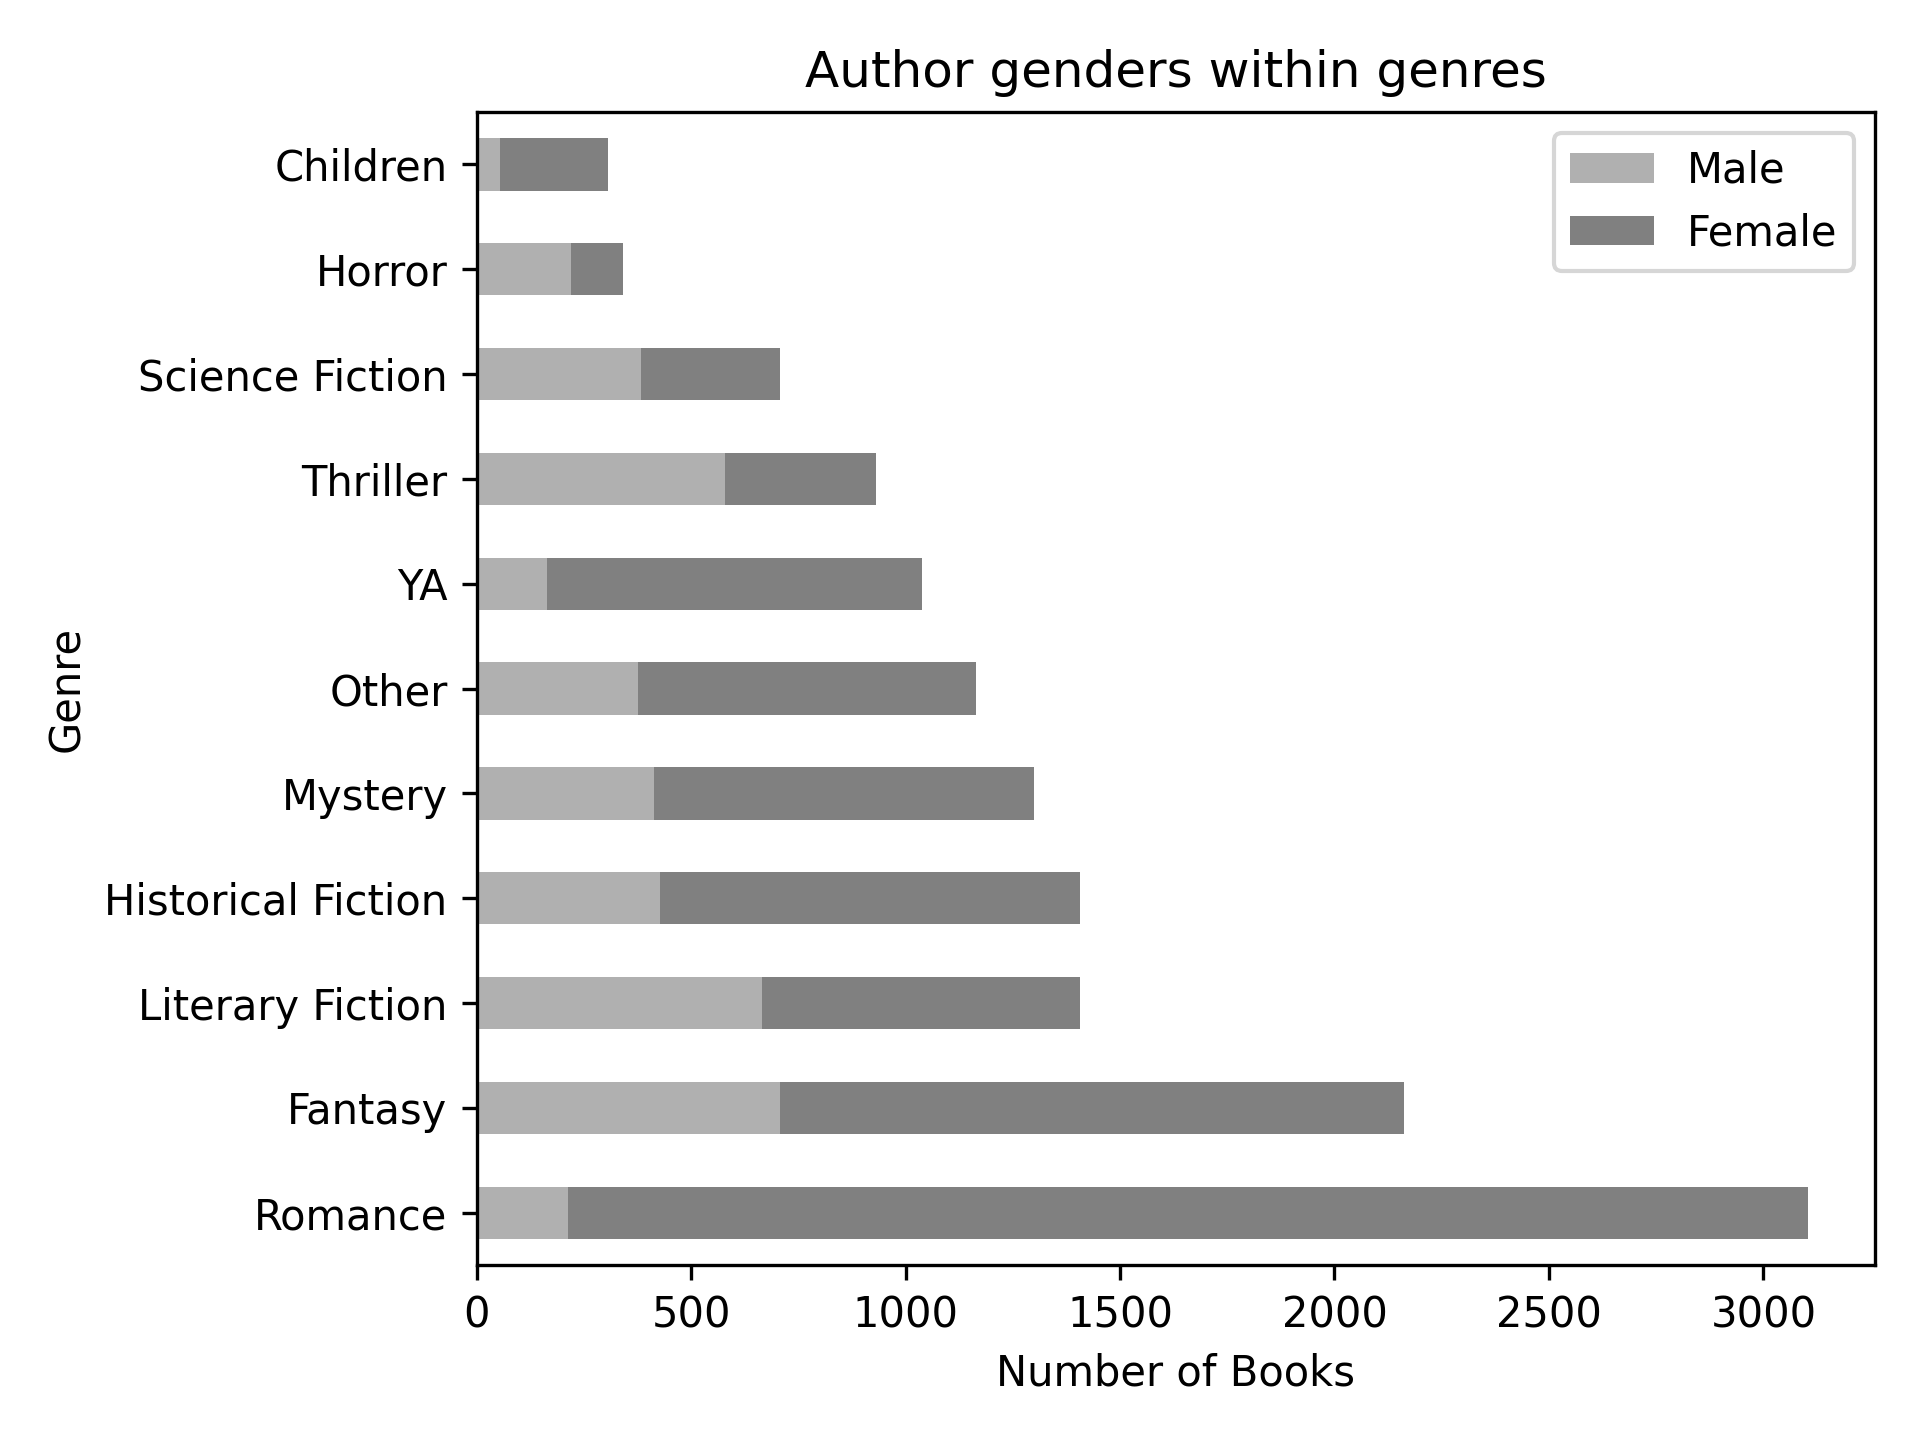 Author genders within genres
Male
Female
Children
Horror
Science Fiction
Thriller
YA
Other
Mystery
Historical Fiction
Literary Fiction
Fantasy
Romance
Genre
0 500 1000 1500 2000 2500 3000
Number of Books